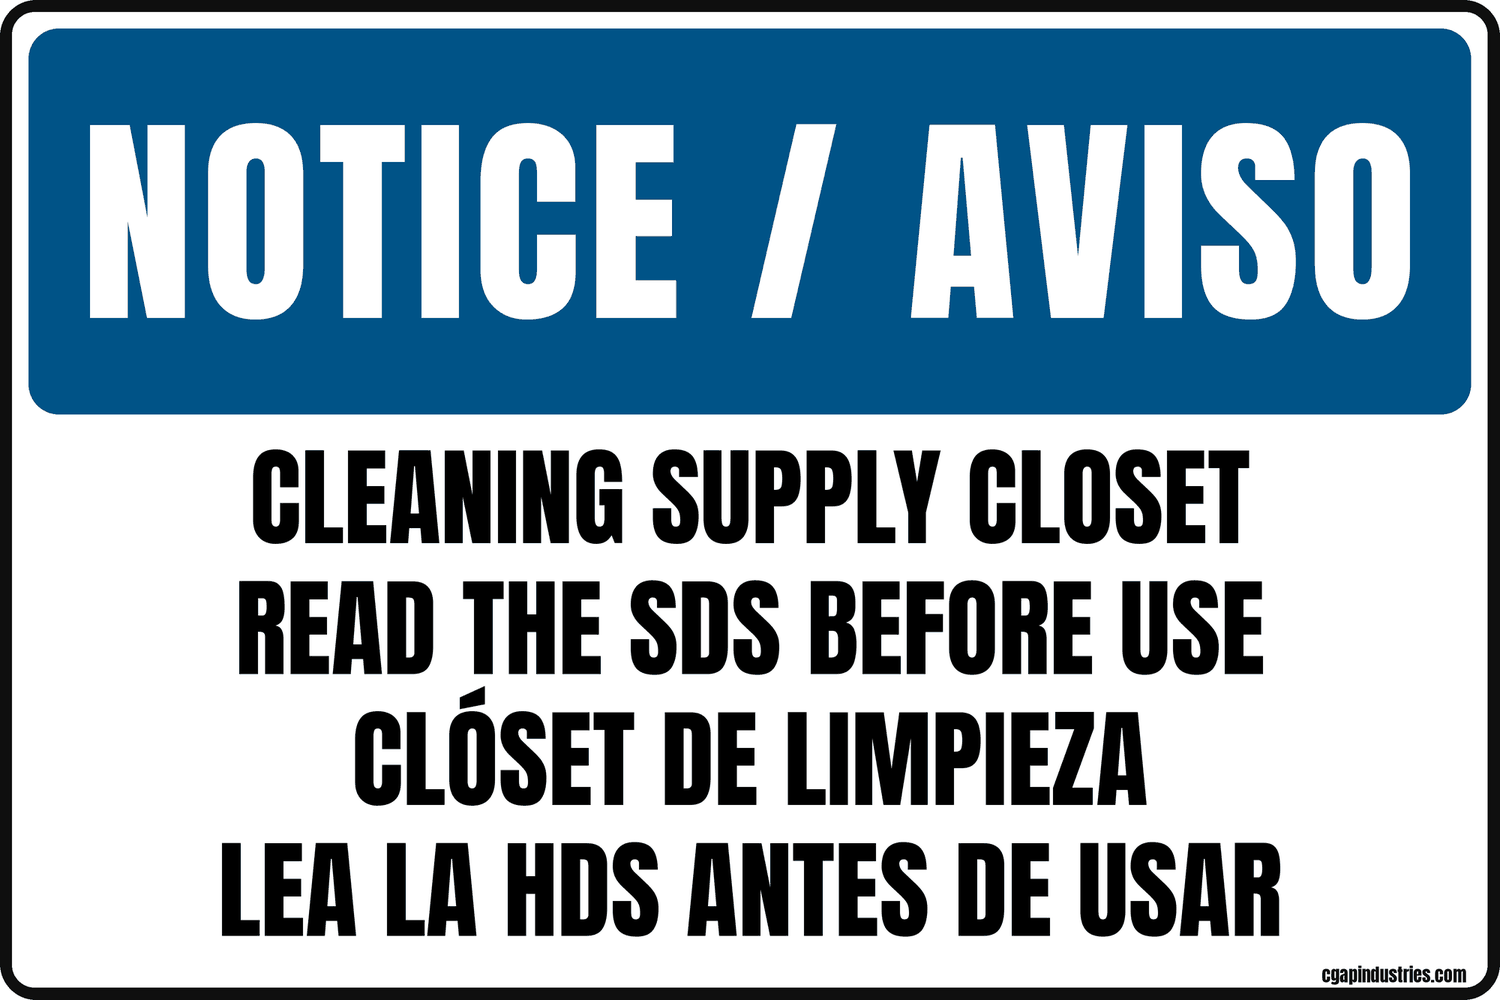 NOTICE / AVISO
CLEANING SUPPLY CLOSET
READ THE SDS BEFORE USE
CLÓSET DE LIMPIEZA
LEA LA HDS ANTES DE USAR
cgapindustries.com